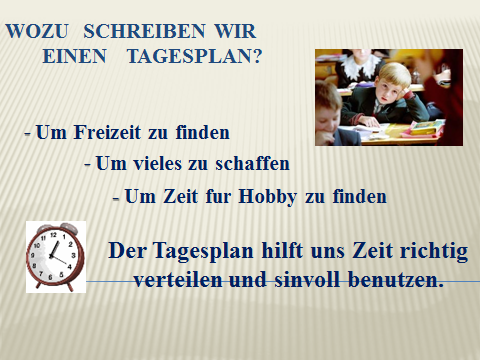 WOZU SCHREIBEN WIR
EINEN TAGESPLAN?
- Um Freizeit zu finden
- Um vieles zu schaffen
- Um Zeit fur Hobby zu finden
Der Tagesplan hilft uns Zeit richtig
verteilen und sinvoll benutzen.